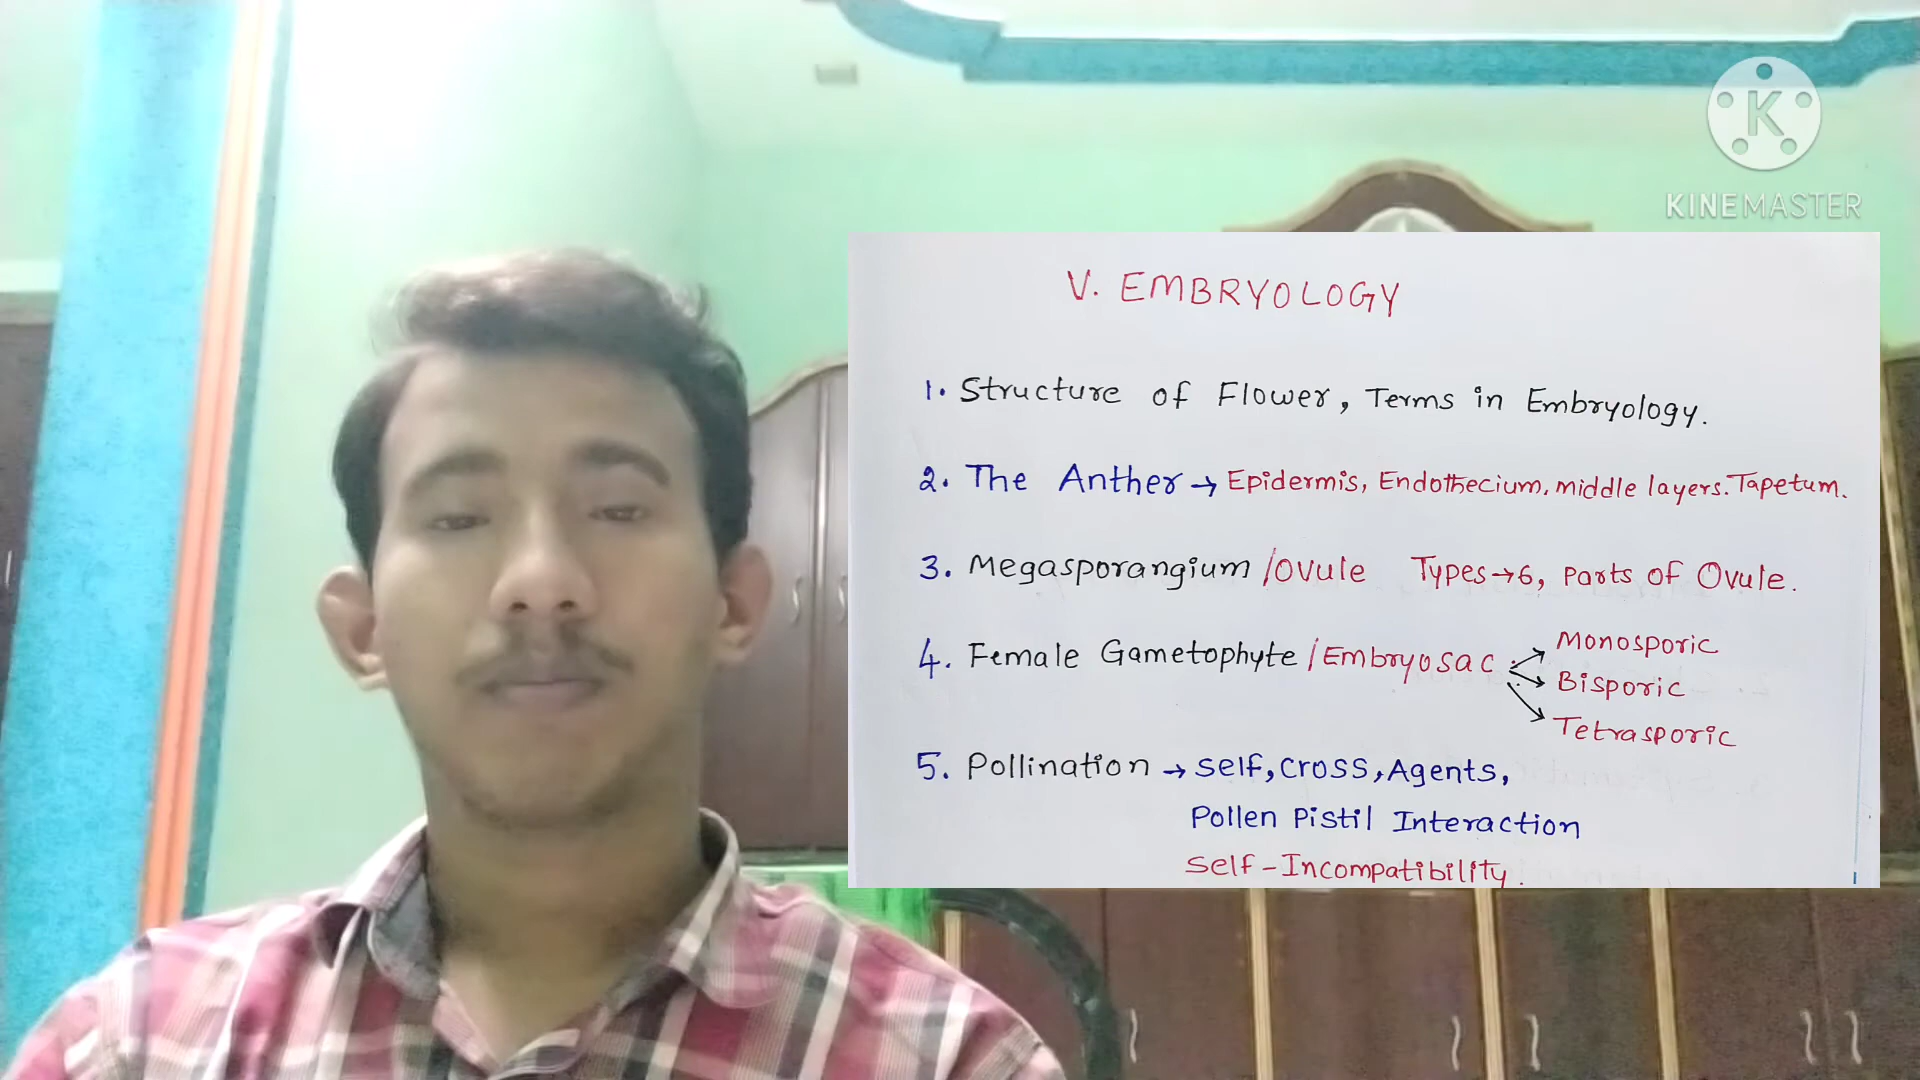 K
KINEMASTER
V. EMBRYOLOGY
1. Structure of Flower, Terms in Embryology.
2. The Anther → Epidermis, Endothecium, middle layers. Tapetum.
3. Megasporangium /Ovule Types→6, Parts of Ovule.
4. Female Gametophyte /Embryosac → Monosporic
→ Bisporic
→ Tetrasporic
5. Pollination → Self, Cross, Agents,
Pollen Pistil Interaction
Self-Incompatibility.